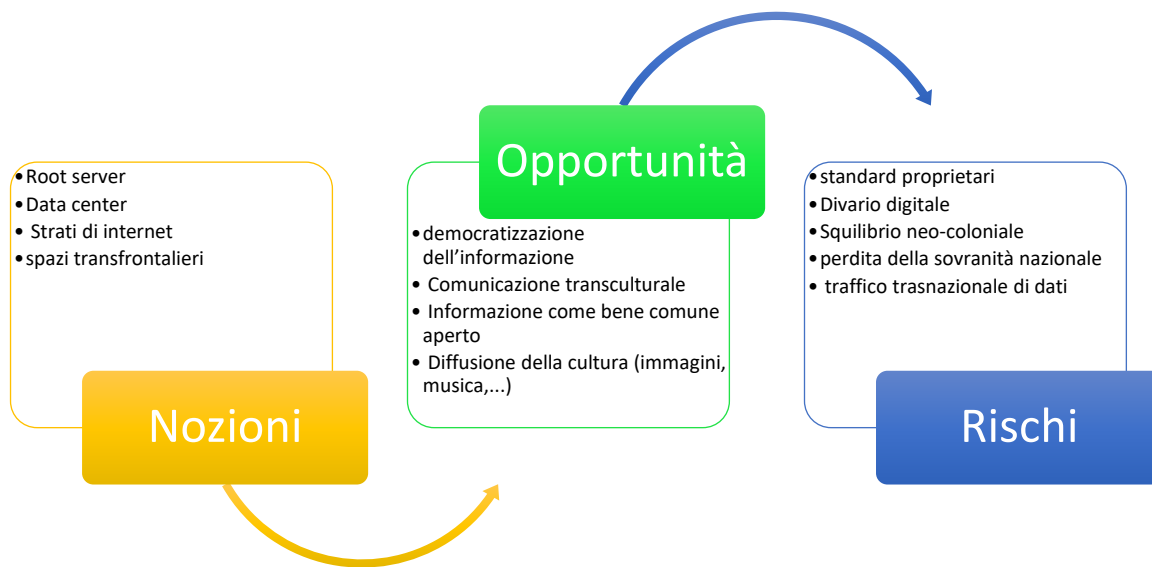 • Root server
• Data center
• Strati di internet
• spazi transfrontalieri
Nozioni
Opportunità
• democratizzazione
dell'informazione
• Comunicazione transculturale
• Informazione come bene comune
aperto
• Diffusione della cultura (immagini,
musica,...)
• standard proprietari
• Divario digitale
• Squilibrio neo-coloniale
• perdita della sovranità nazionale
• traffico trasnazionale di dati
Rischi